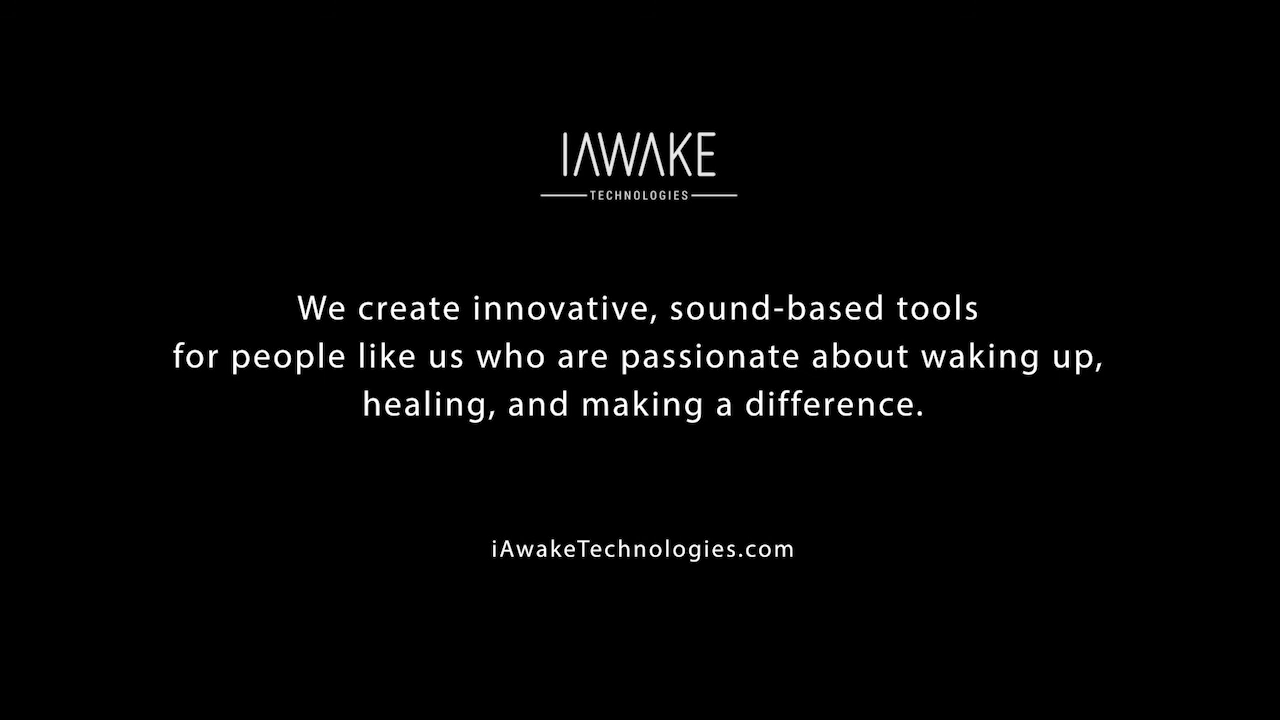 IAWAKE
TECHNOLOGIES
We create innovative, sound-based tools
for people like us who are passionate about waking up,
healing, and making a difference.
iAwakeTechnologies.com